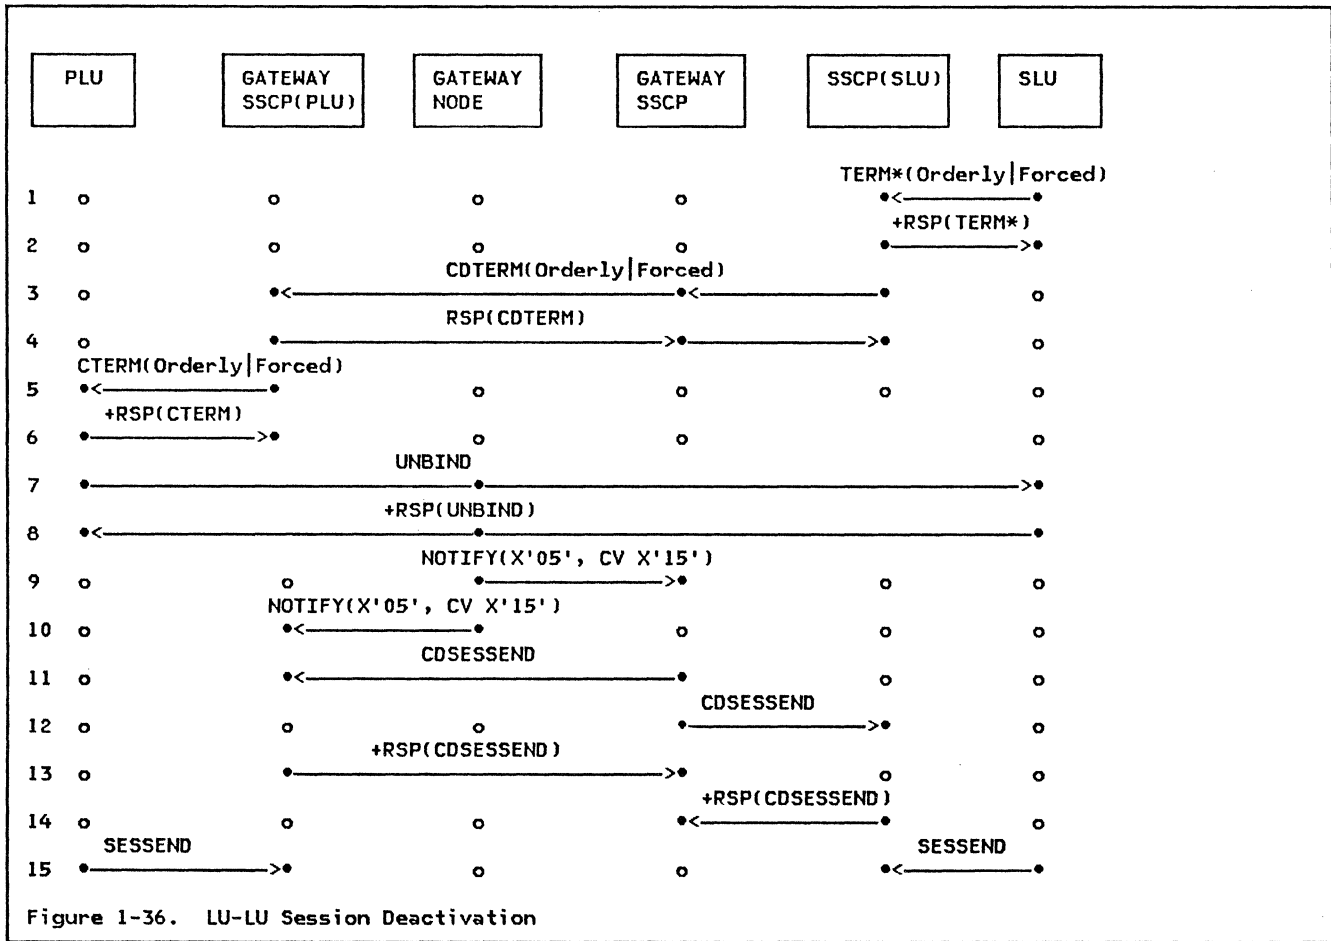 PLU
GATEWAY
SSCP(PLU)
GATEWAY
NODE
GATEWAY
SSCP
SSCP(SLU)
SLU
TERM*(Orderly|Forced)
1
+RSP(TERM*)
2
CDTERM(Orderly|Forced)
3
RSP(CDTERM)
4
CTERM(Orderly|Forced)
5
+RSP(CTERM)
6
UNBIND
7
+RSP(UNBIND)
8
NOTIFY(X'05', CV X'15')
9
NOTIFY(X'05', CV X'15')
10
CDSESSEND
11
CDSESSEND
12
+RSP(CDSESSEND)
13
+RSP(CDSESSEND)
14
SESSEND SESSEND
15
Figure 1-36. LU-LU Session Deactivation